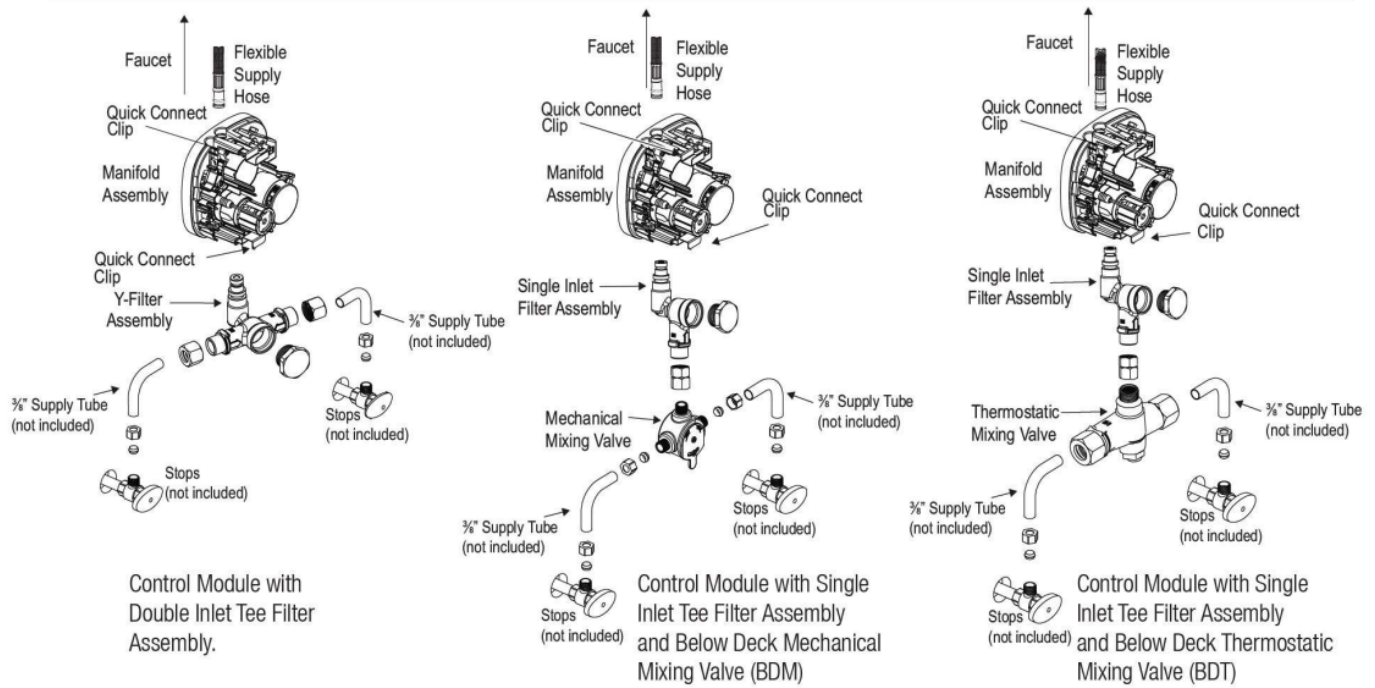 Faucet
Flexible
Supply
Hose
Quick Connect
Clip
Manifold
Assembly
Quick Connect
Clip
Y-Filter
Assembly
⅜” Supply Tube
(not included)
⅜” Supply Tube
(not included)
Stops
(not included)
Stops
(not included)
Control Module with
Double Inlet Tee Filter
Assembly.
Faucet
Flexible
Supply
Hose
Quick Connect
Clip
Manifold
Assembly
Quick Connect
Clip
Single Inlet
Filter Assembly
Mechanical
Mixing Valve
⅜” Supply Tube
(not included)
⅜” Supply Tube
(not included)
Stops
(not included)
Stops
(not included)
Control Module with Single
Inlet Tee Filter Assembly
and Below Deck Mechanical
Mixing Valve (BDM)
Faucet
Flexible
Supply
Hose
Quick Connect
Clip
Manifold
Assembly
Quick Connect
Clip
Single Inlet
Filter Assembly
Thermostatic
Mixing Valve
⅜” Supply Tube
(not included)
⅜” Supply Tube
(not included)
Stops
(not included)
Stops
(not included)
Control Module with Single
Inlet Tee Filter Assembly
and Below Deck Thermostatic
Mixing Valve (BDT)